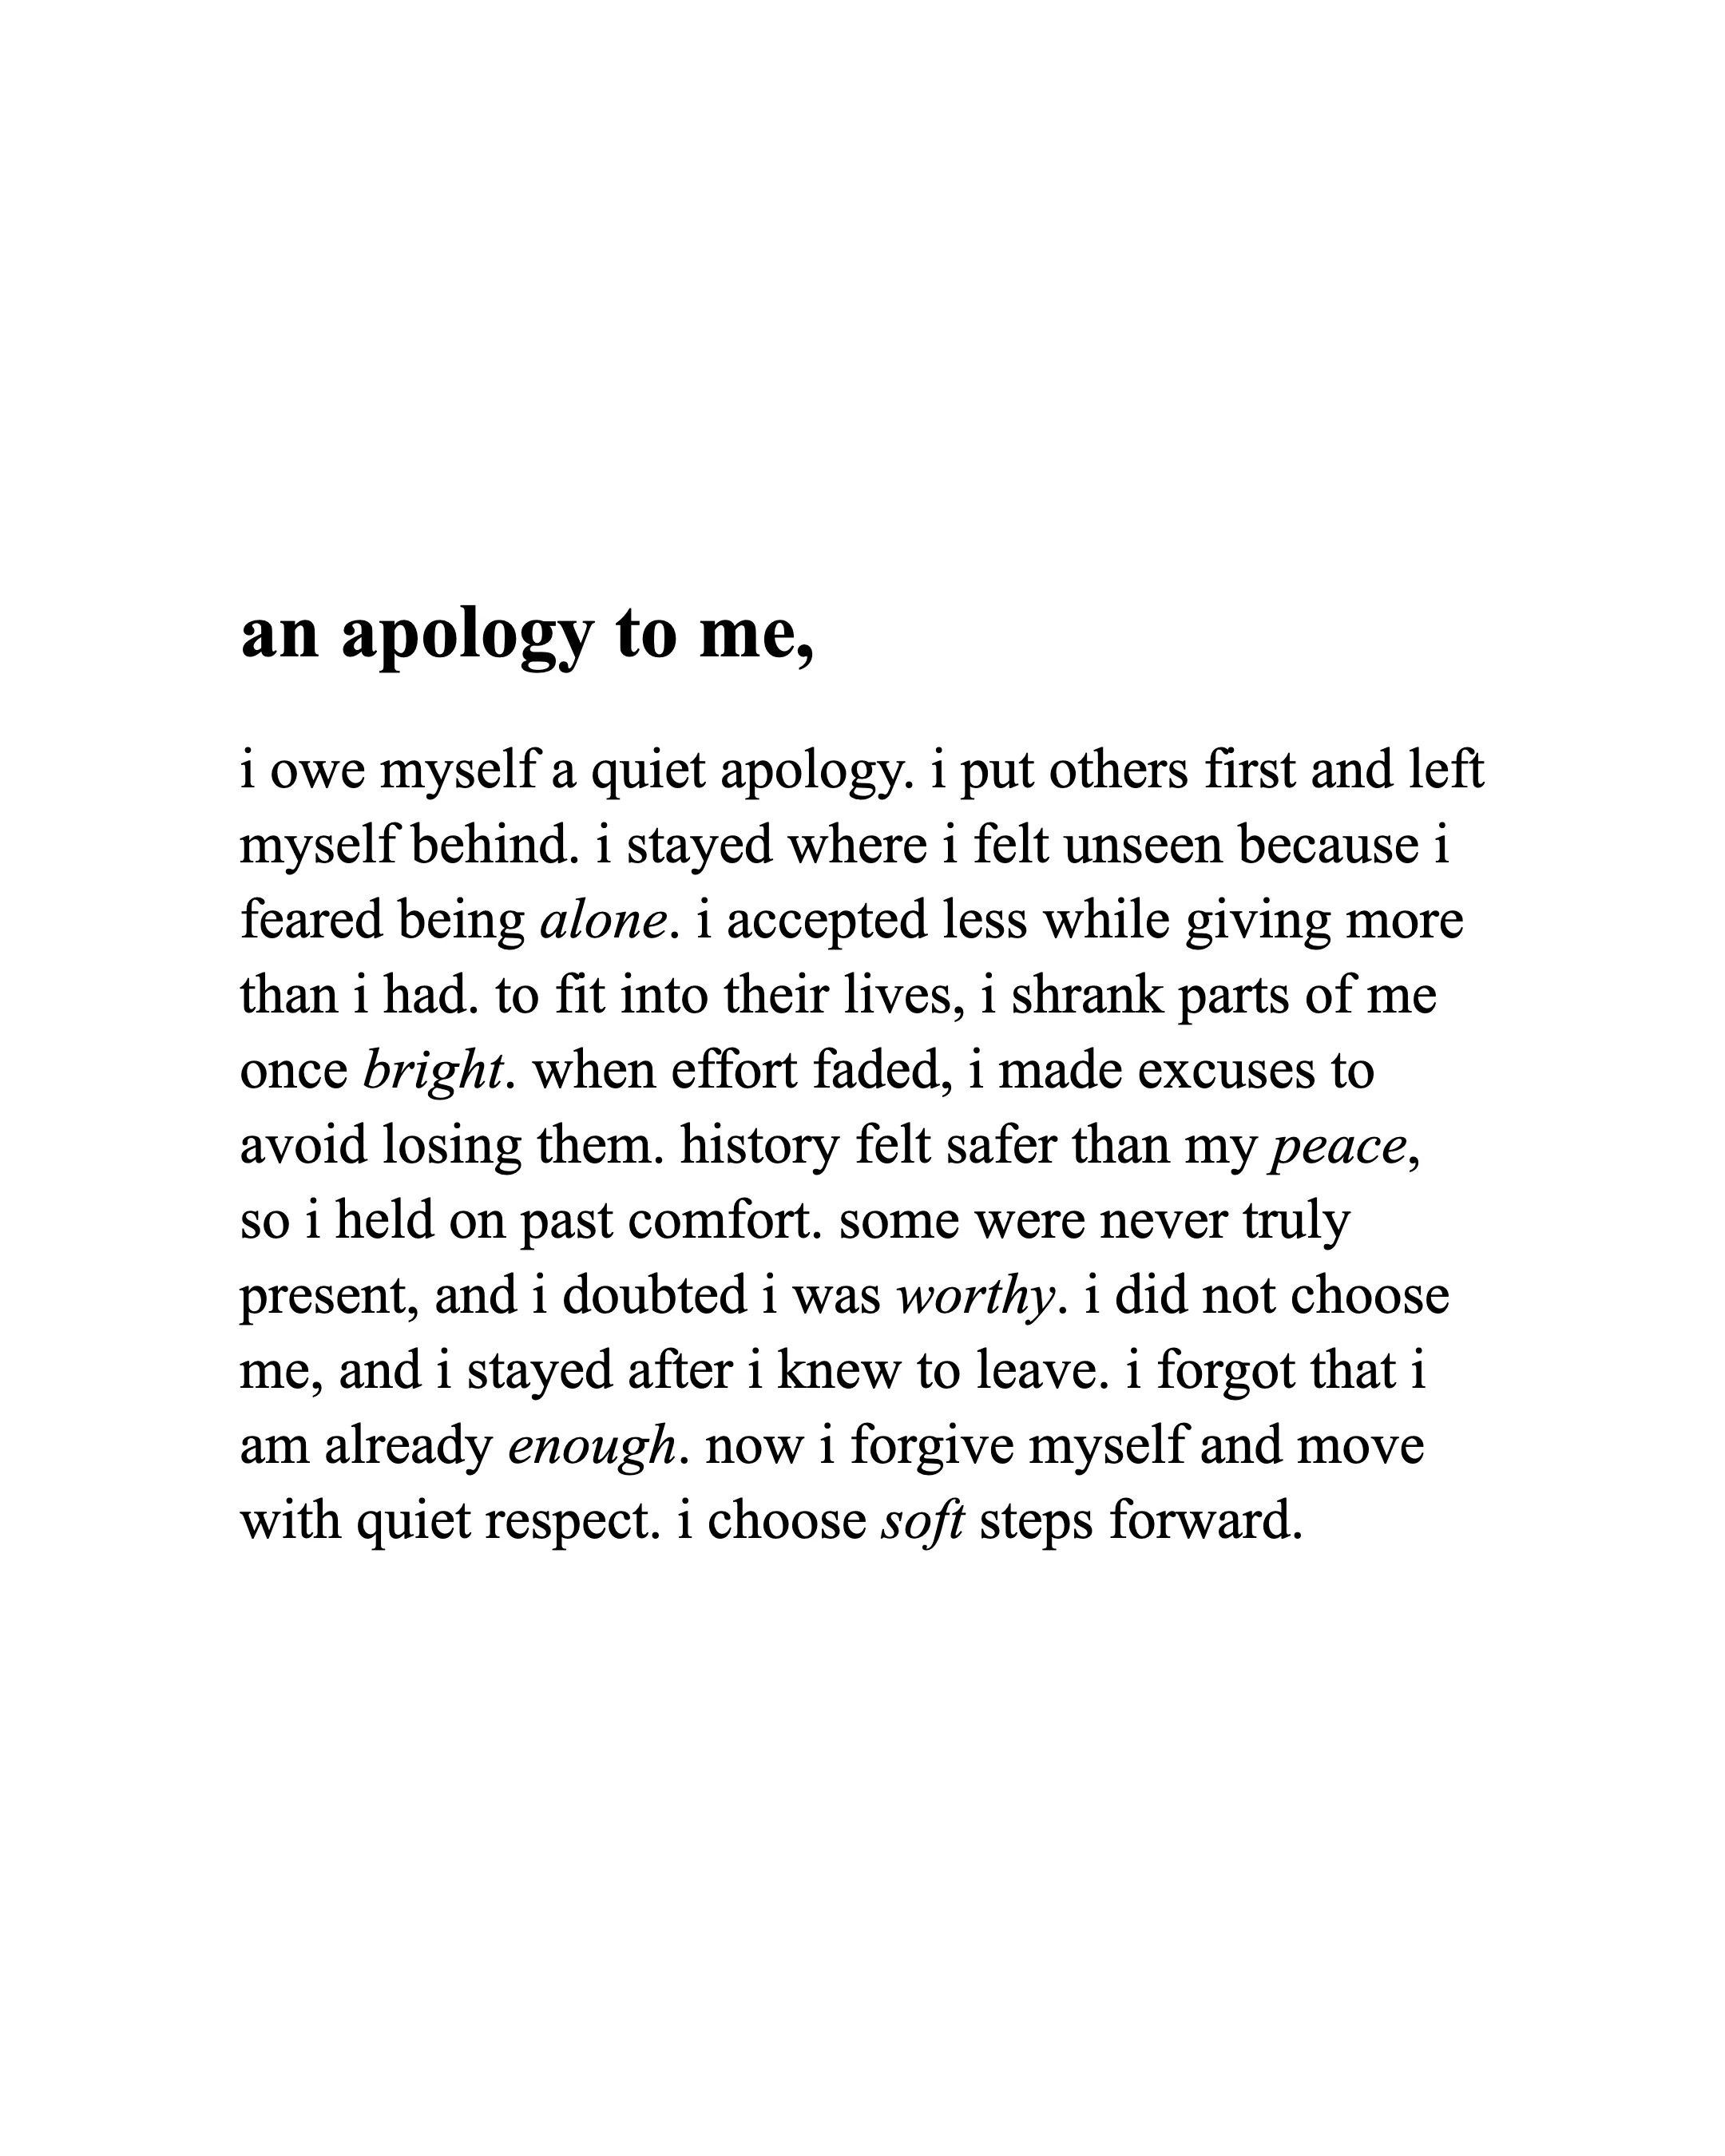 an apology to me,
i owe myself a quiet apology. i put others first and left
myself behind. i stayed where i felt unseen because i
feared being alone. i accepted less while giving more
than i had. to fit into their lives, i shrank parts of me
once bright. when effort faded, i made excuses to
avoid losing them. history felt safer than my peace,
so i held on past comfort. some were never truly
present, and i doubted i was worthy. i did not choose
me, and i stayed after i knew to leave. i forgot that i
am already enough. now i forgive myself and move
with quiet respect. i choose soft steps forward.